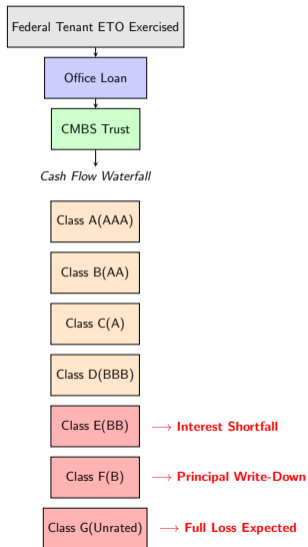 Federal Tenant ETO Exercised
Office Loan
CMBS Trust
Cash Flow Waterfall
Class A(AAA)
Class B(AA)
Class C(A)
Class D(BBB)
Class E(BB) → Interest Shortfall
Class F(B) → Principal Write-Down
Class G(Unrated) → Full Loss Expected